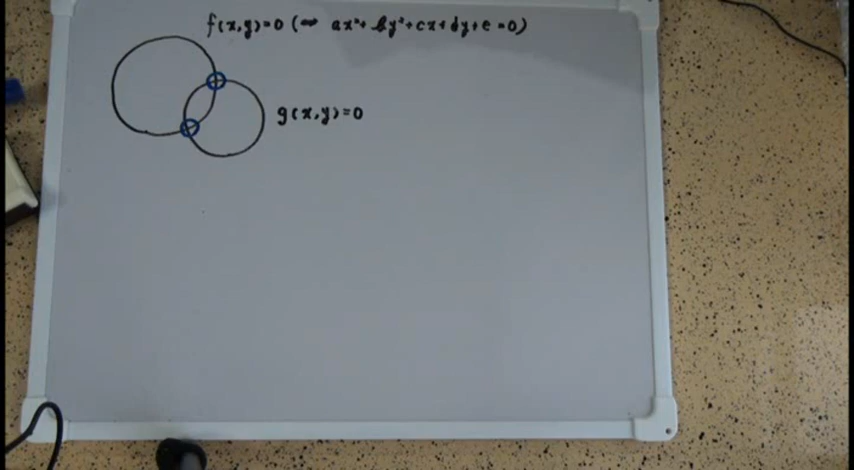 f(x,y)=0 (⇔ ax²+by²+cx+dy+e=0)
g(x,y)=0